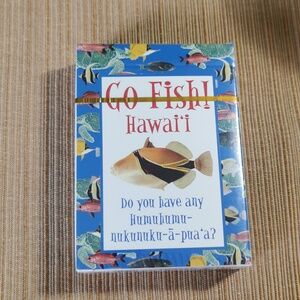 Go Fish!
Hawai'i
Do you have any
Humuhumu-
nukunuku-ā-pua'a?